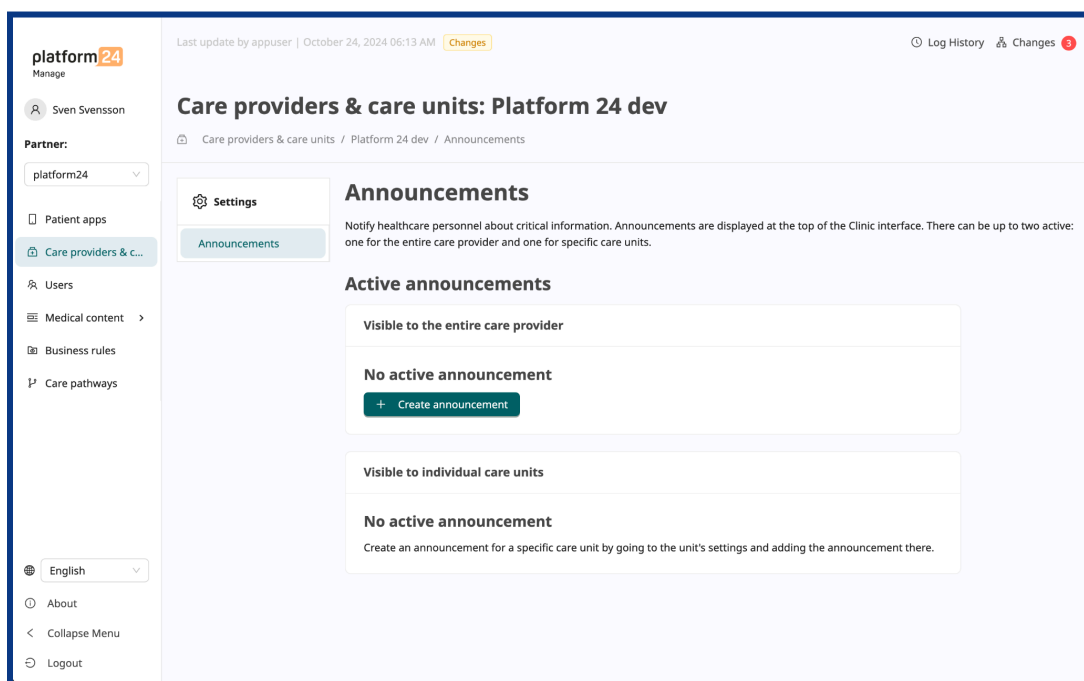 platform24
Manage
Sven Svensson
Partner:
platform24
Patient apps
Care providers & c...
Users
Medical content
Business rules
Care pathways
English
About
Collapse Menu
Logout
Last update by appuser | October 24, 2024 06:13 AM Changes
Log History Changes 3
Care providers & care units: Platform 24 dev
Care providers & care units / Platform 24 dev / Announcements
Settings
Announcements
Announcements
Notify healthcare personnel about critical information. Announcements are displayed at the top of the Clinic interface. There can be up to two active:
one for the entire care provider and one for specific care units.
Active announcements
Visible to the entire care provider
No active announcement
+ Create announcement
Visible to individual care units
No active announcement
Create an announcement for a specific care unit by going to the unit's settings and adding the announcement there.